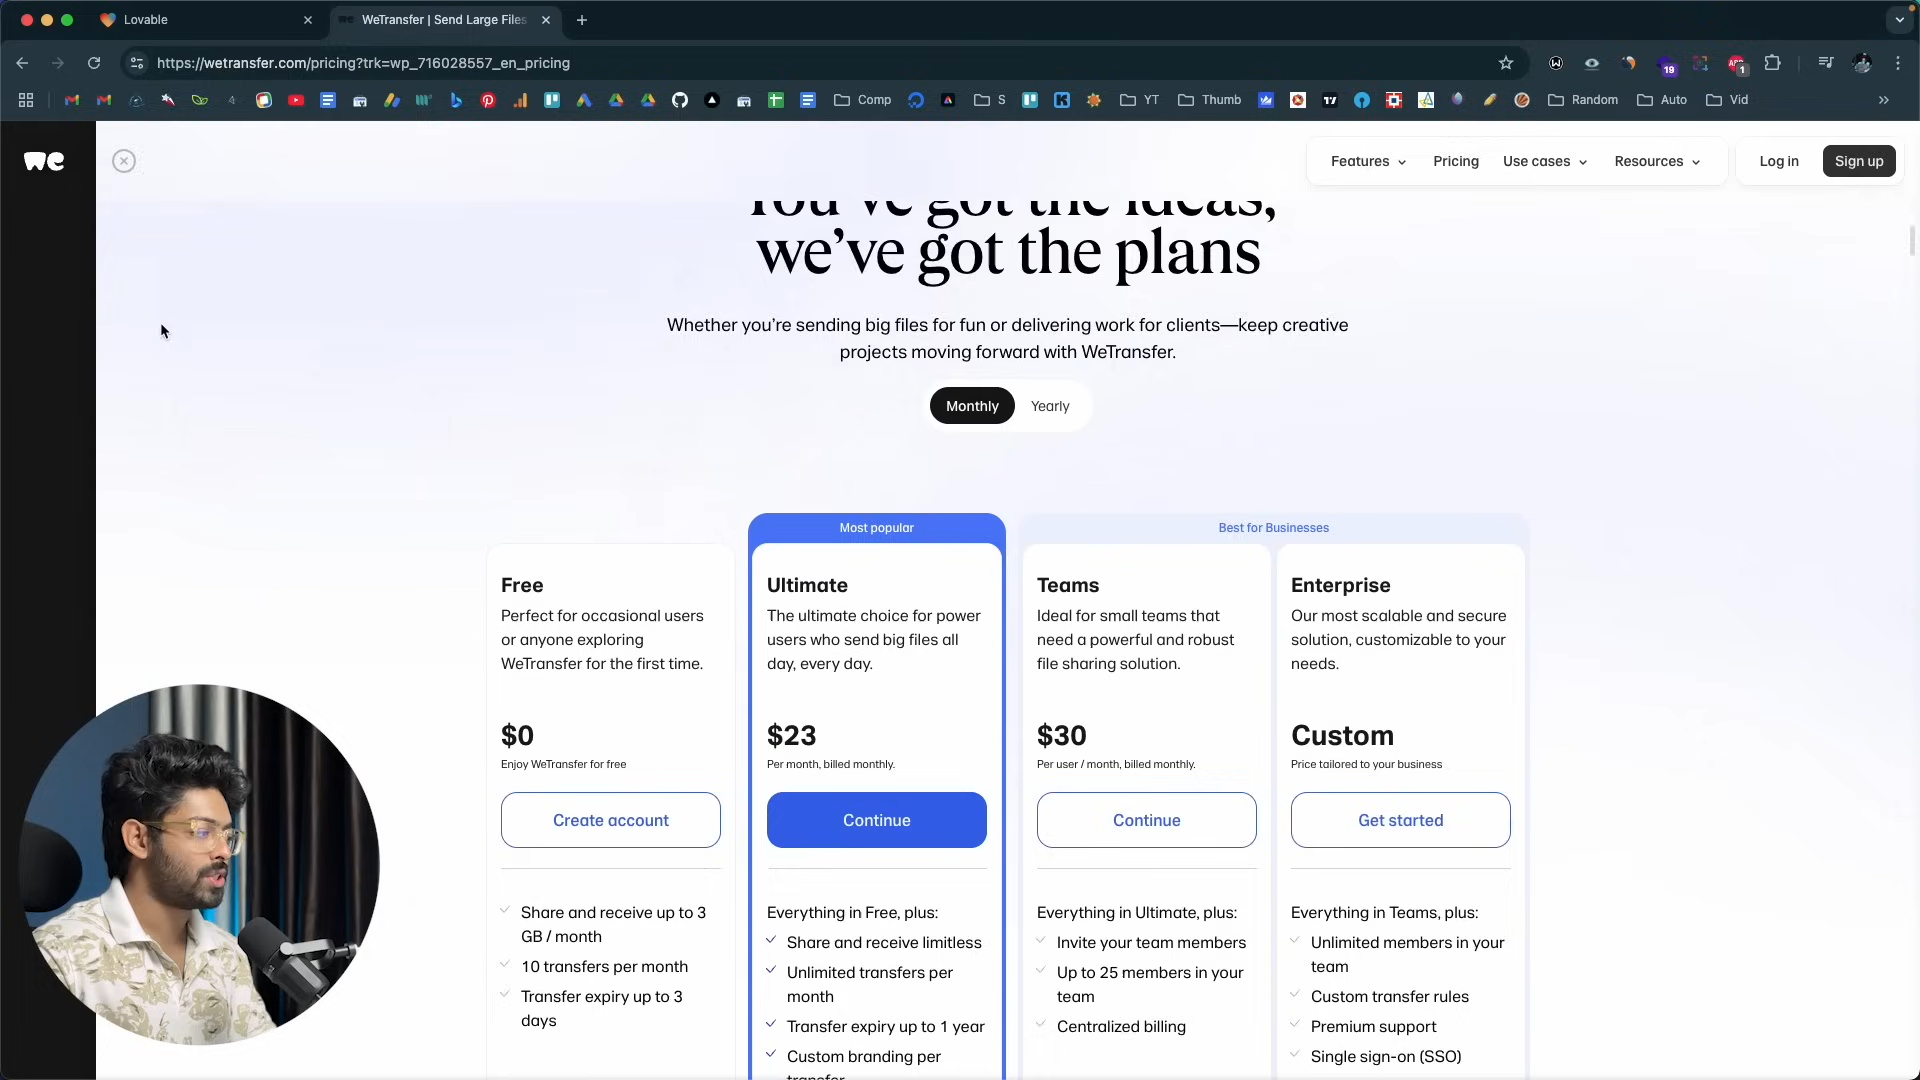 Lovable
WeTransfer | Send Large Files
https://wetransfer.com/pricing?trk=wp_716028557_en_pricing
19
1
Comp
S
YT
Thumb
Random
Auto
Vid
we
Features
Pricing
Use cases
Resources
Log in
Sign up
You've got the ideas,
we've got the plans
Whether you're sending big files for fun or delivering work for clients—keep creative
projects moving forward with WeTransfer.
Monthly
Yearly
Most popular
Best for Businesses
Free
Perfect for occasional users
or anyone exploring
WeTransfer for the first time.
$0
Enjoy WeTransfer for free
Create account
Share and receive up to 3
GB / month
10 transfers per month
Transfer expiry up to 3
days
Ultimate
The ultimate choice for power
users who send big files all
day, every day.
$23
Per month, billed monthly.
Continue
Everything in Free, plus:
Share and receive limitless
Unlimited transfers per
month
Transfer expiry up to 1 year
Custom branding per
transfer
Teams
Ideal for small teams that
need a powerful and robust
file sharing solution.
$30
Per user / month, billed monthly.
Continue
Everything in Ultimate, plus:
Invite your team members
Up to 25 members in your
team
Centralized billing
Enterprise
Our most scalable and secure
solution, customizable to your
needs.
Custom
Price tailored to your business
Get started
Everything in Teams, plus:
Unlimited members in your
team
Custom transfer rules
Premium support
Single sign-on (SSO)